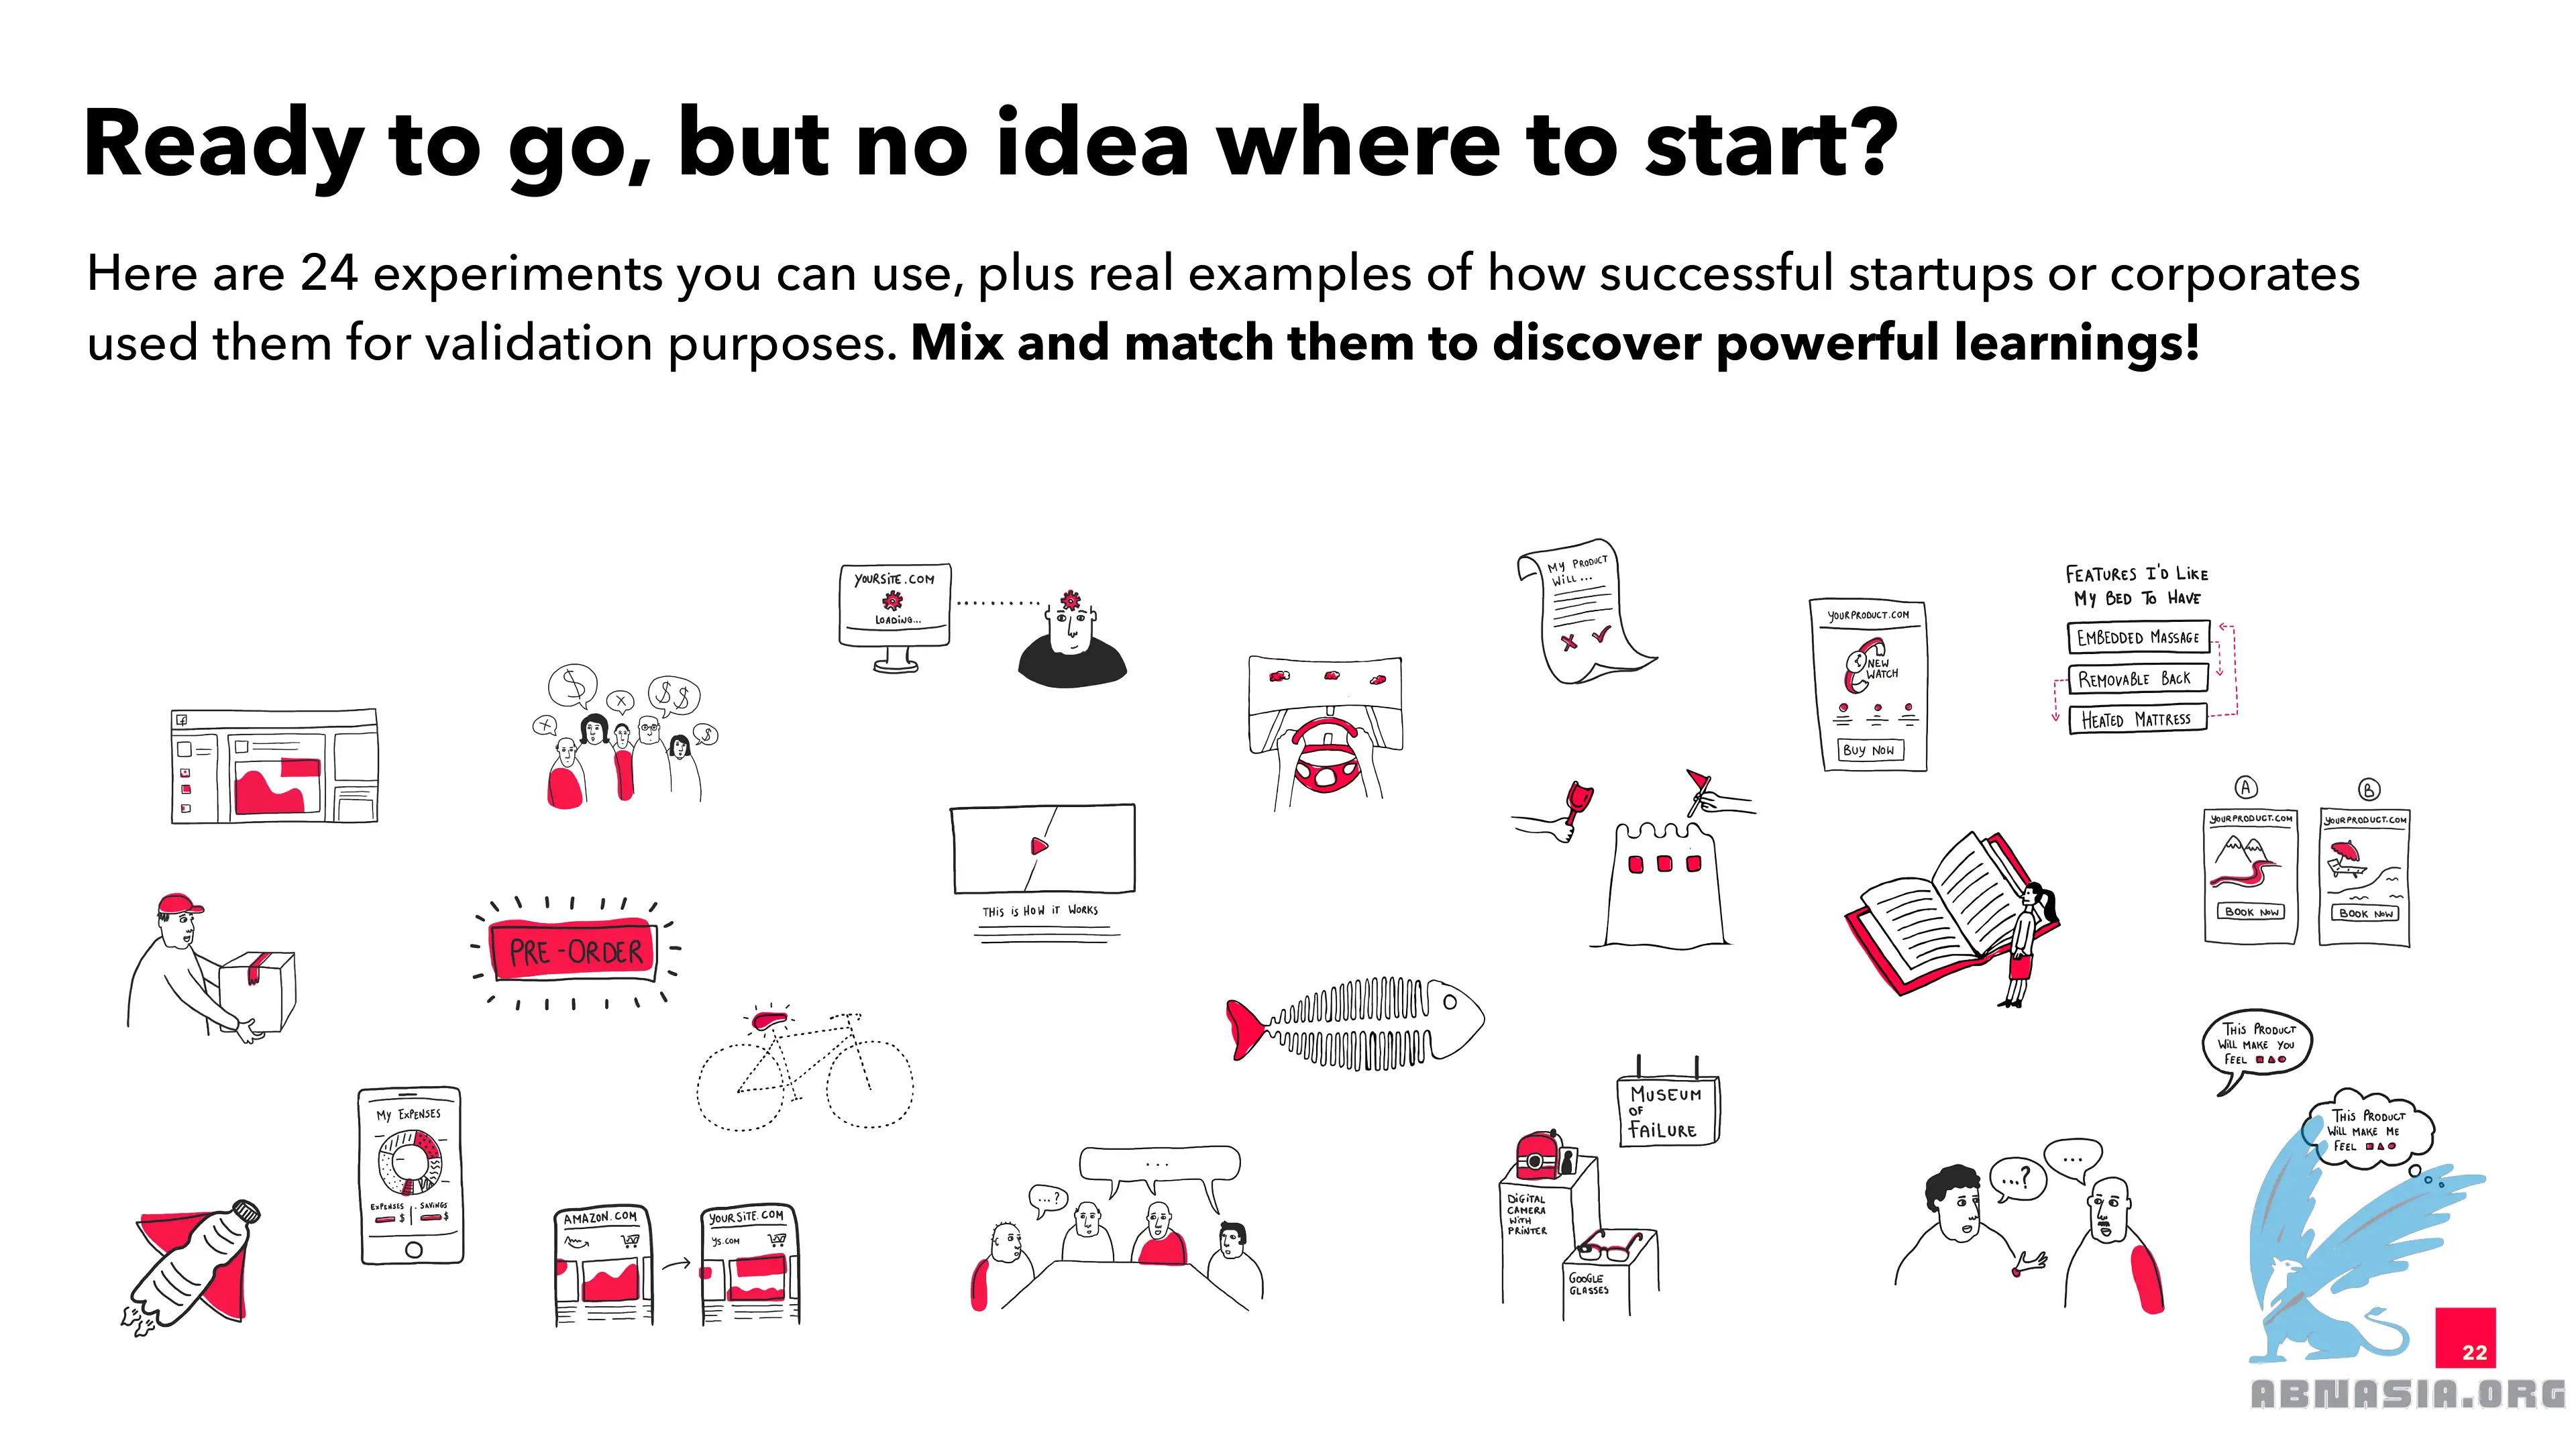 Ready to go, but no idea where to start?
Here are 24 experiments you can use, plus real examples of how successful startups or corporates
used them for validation purposes. Mix and match them to discover powerful learnings!
YOURSITE.COM
LOADING...
MY PRODUCT
WILL ...
YOURPRODUCT.COM
NEW
WATCH
BUY NOW
FEATURES I'D LIKE
MY BED TO HAVE
EMBEDDED MASSAGE
REMOVABLE BACK
HEATED MATTRESS
f
$
X
$$
X
$
THIS IS HOW IT WORKS
A
B
YOURPRODUCT.COM
YOURPRODUCT.COM
BOOK NOW
BOOK NOW
PRE-ORDER
THIS PRODUCT
WILL MAKE YOU
FEEL
THIS PRODUCT
WILL MAKE ME
FEEL
MY EXPENSES
EXPENSES
SAVINGS
$
$
AMAZON.COM
YOURSITE.COM
YS.COM
...?
...
MUSEUM
OF
FAILURE
DIGITAL
CAMERA
WITH
PRINTER
GOOGLE
GLASSES
...?
...
22
ABNASIA.ORG